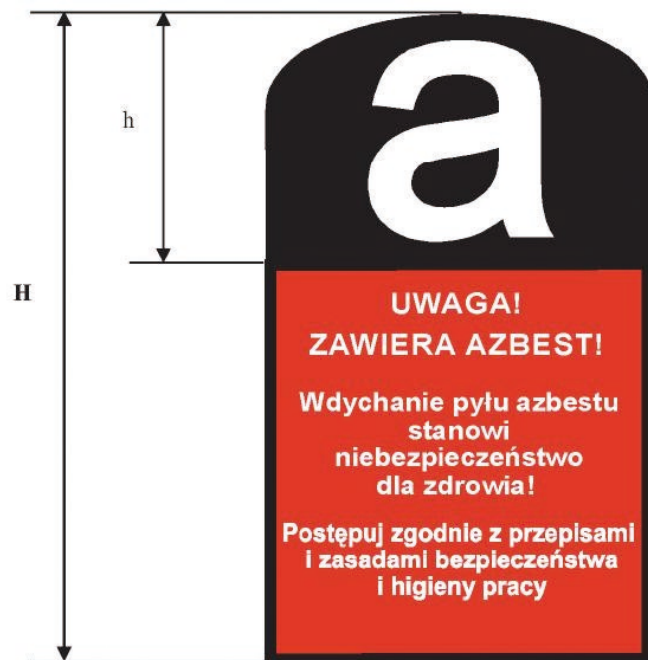 h
H
a
UWAGA!
ZAWIERA AZBEST!
Wdychanie pyłu azbestu
stanowi
niebezpieczeństwo
dla zdrowia!
Postępuj zgodnie z przepisami
i zasadami bezpieczeństwa
i higieny pracy